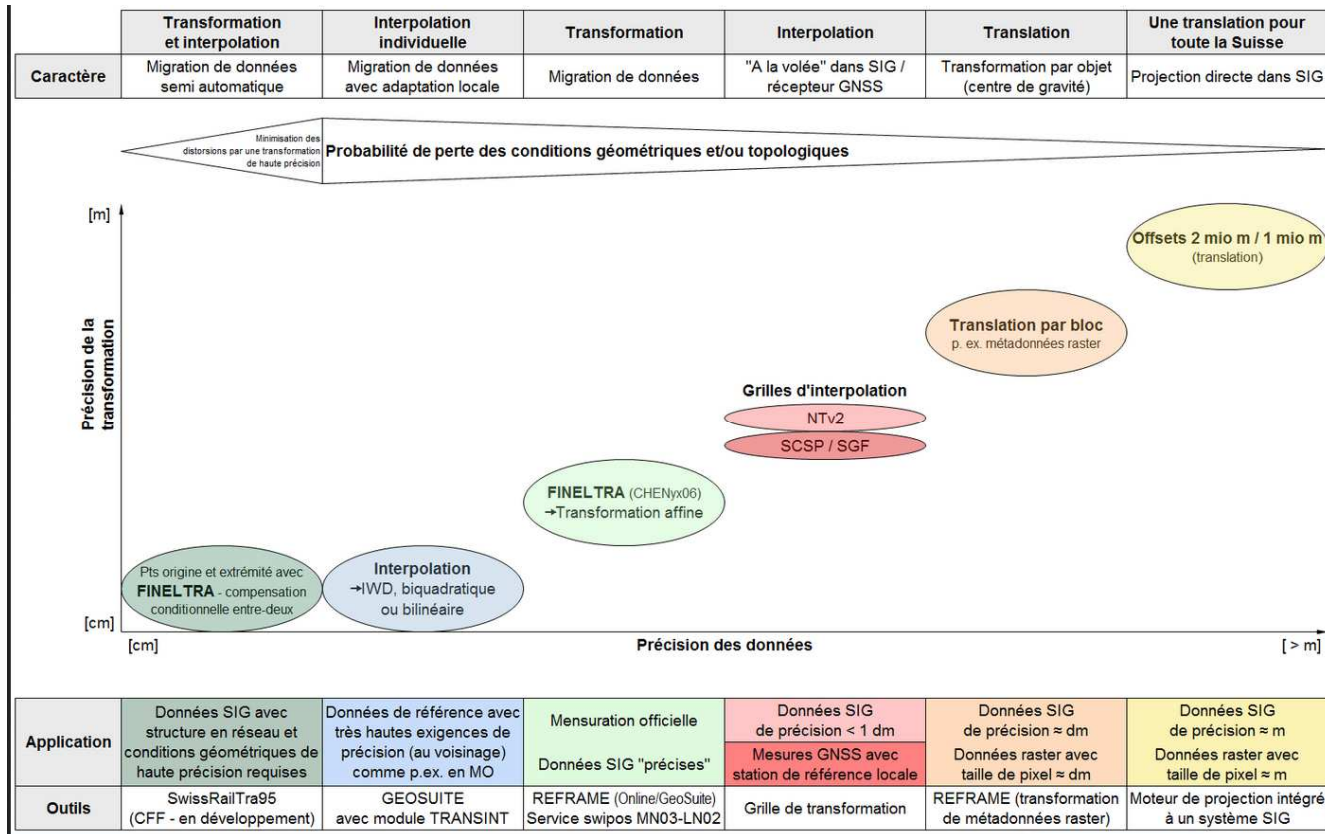 Transformation
et interpolation
Interpolation
individuelle
Transformation
Interpolation
Translation
Une translation pour
toute la Suisse
Caractère
Migration de données
semi automatique
Migration de données
avec adaptation locale
Migration de données
"A la volée" dans SIG /
récepteur GNSS
Transformation par objet
(centre de gravité)
Projection directe dans SIG
Minimisation des
distorsions par une transformation
de haute précision
Probabilité de perte des conditions géométriques et/ou topologiques
[m]
Précision de la
transformation
[cm]
Offsets 2 mio m / 1 mio m
(translation)
Translation par bloc
p. ex. métadonnées raster
Grilles d'interpolation
NTv2
SCSP / SGF
FINELTRA (CHENyx06)
→Transformation affine
Pts origine et extrémité avec
FINELTRA - compensation
conditionnelle entre-deux
Interpolation
→IWD, biquadratique
ou bilinéaire
[cm]
Précision des données
[ > m]
Application
Données SIG avec
structure en réseau et
conditions géométriques de
haute précision requises
Données de référence avec
très hautes exigences de
précision (au voisinage)
comme p.ex. en MO
Mensuration officielle
Données SIG "précises"
Données SIG
de précision < 1 dm
Mesures GNSS avec
station de référence locale
Données SIG
de précision ≈ dm
Données raster avec
taille de pixel ≈ dm
Données SIG
de précision ≈ m
Données raster avec
taille de pixel ≈ m
Outils
SwissRailTra95
(CFF - en développement)
GEOSUITE
avec module TRANSINT
REFRAME (Online/GeoSuite)
Service swipos MN03-LN02
Grille de transformation
REFRAME (transformation
de métadonnées raster)
Moteur de projection intégré
à un système SIG